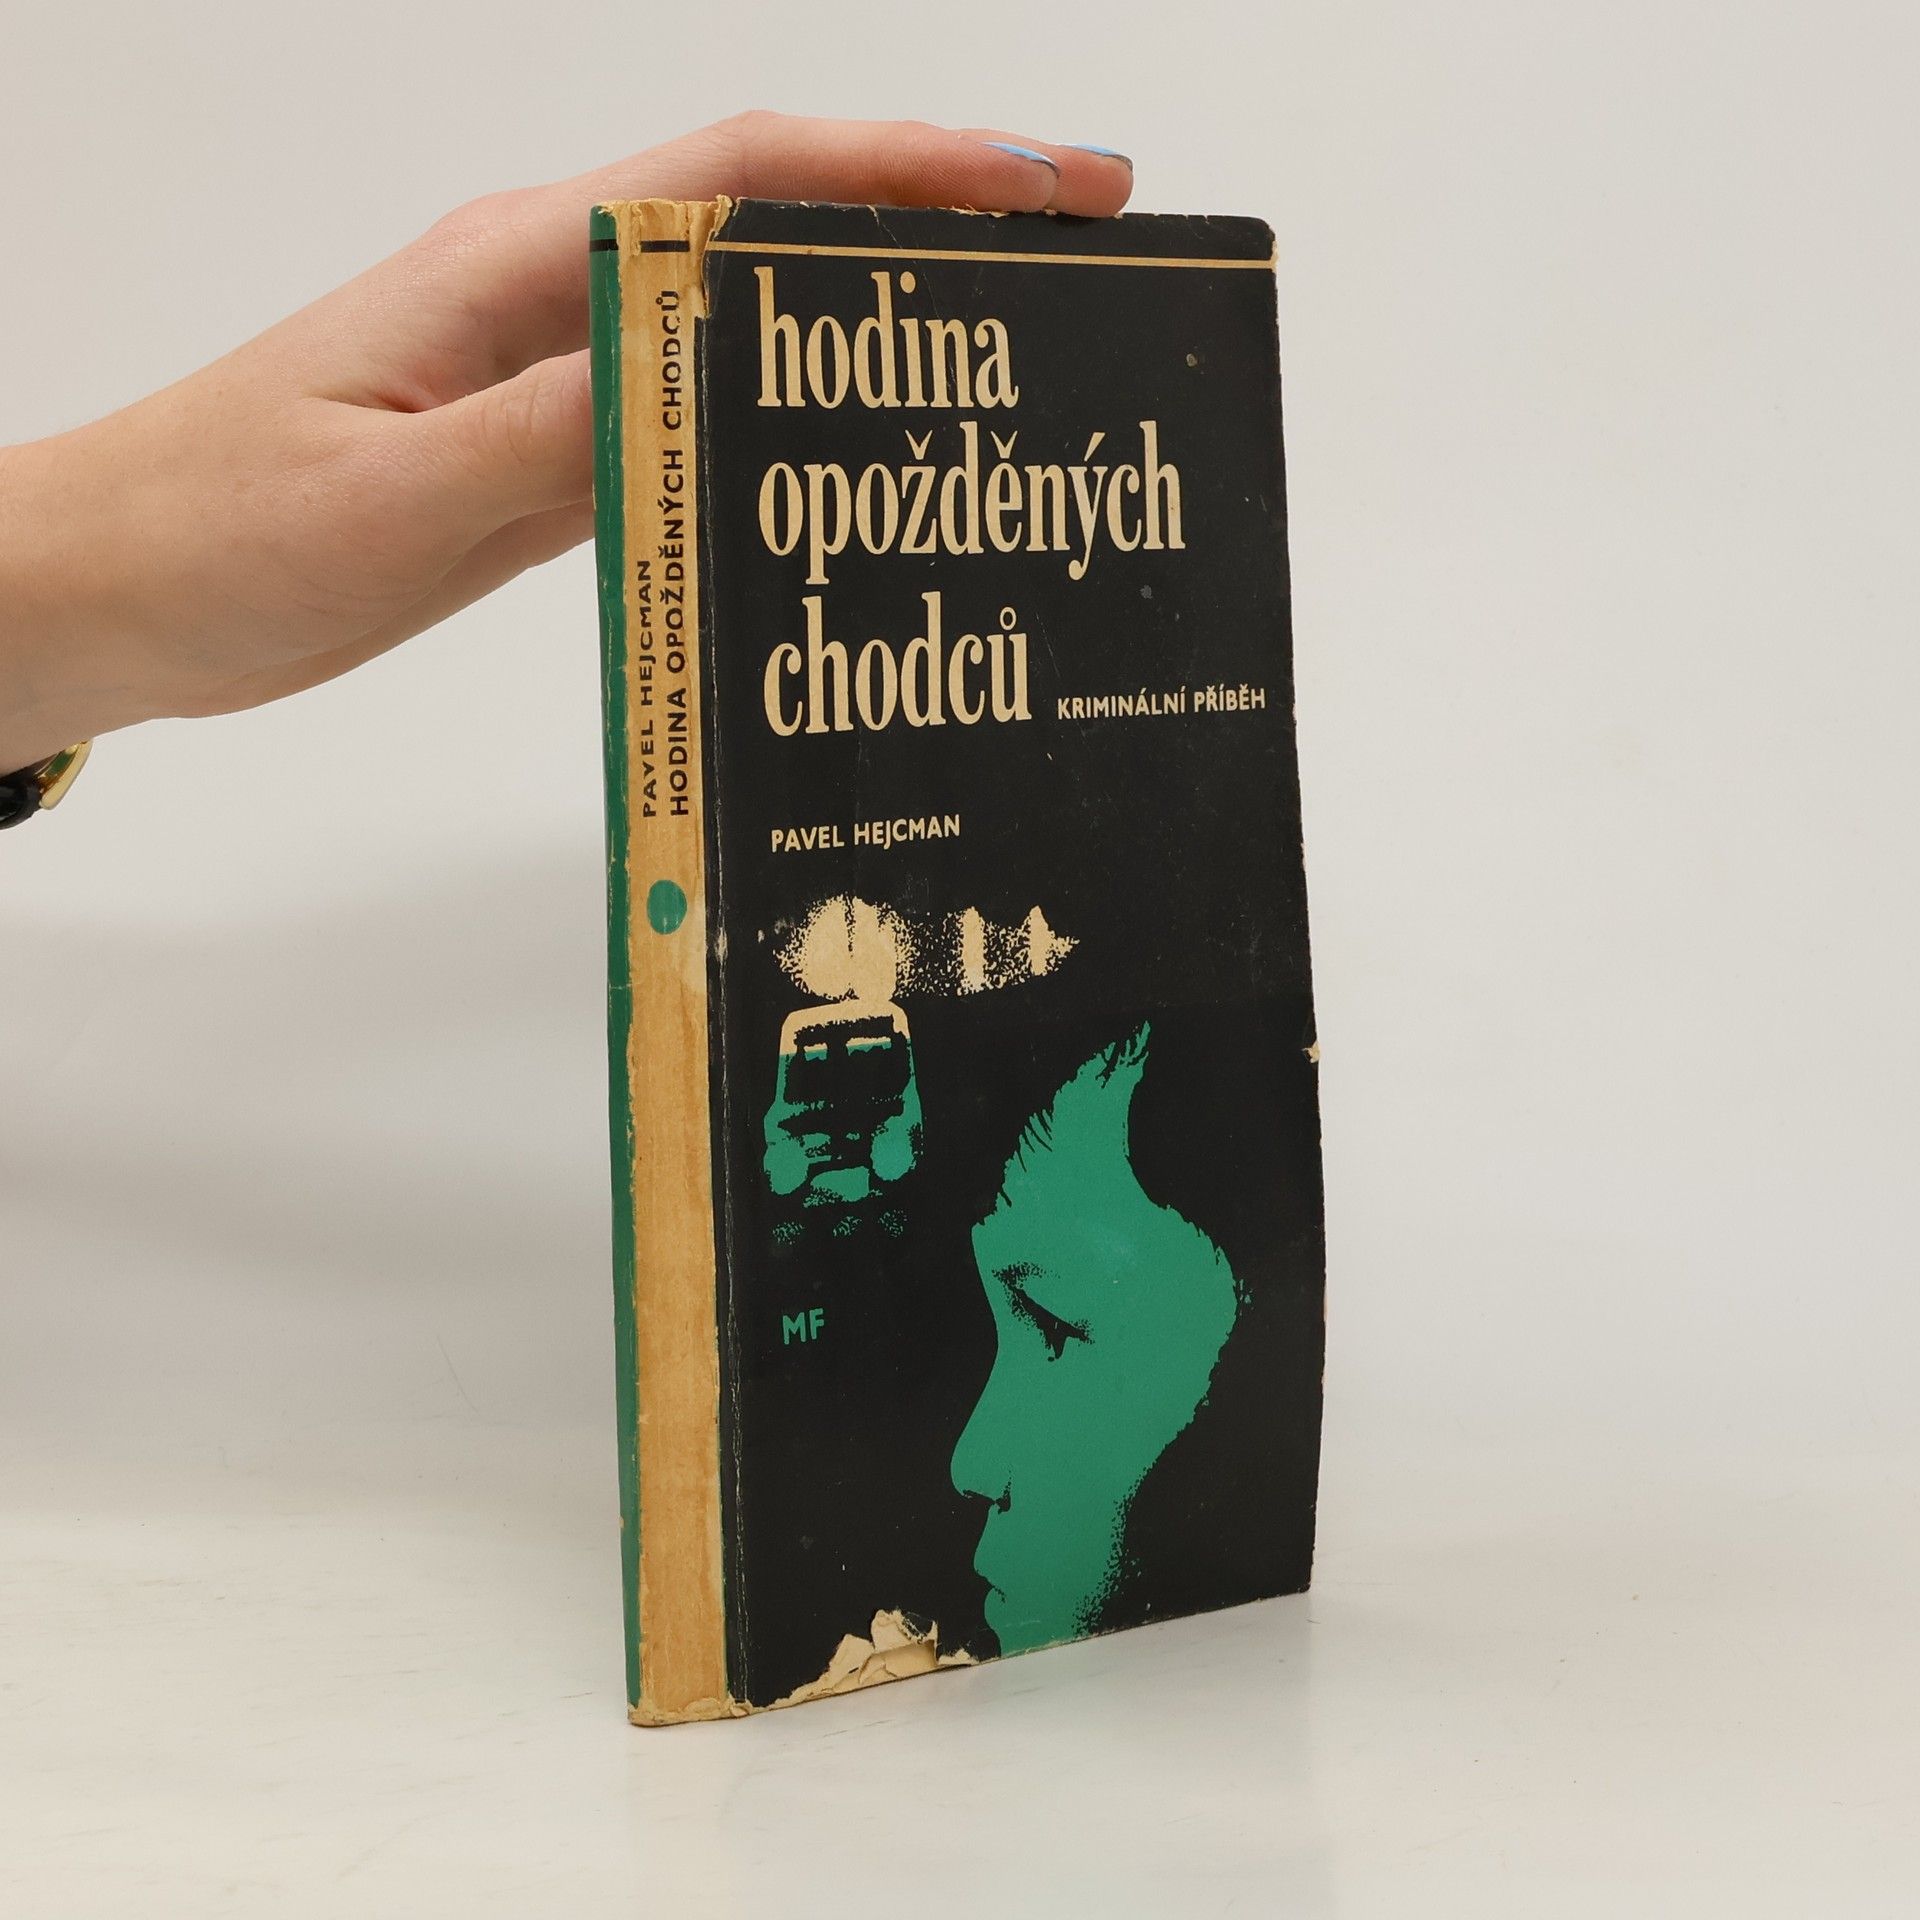 hodina
opožděných
chodců
KRIMINÁLNÍ PŘÍBĚH
PAVEL HEJCMAN
MF
PAVEL HEJCMAN
HODINA OPOŽDĚNÝCH CHODCŮ